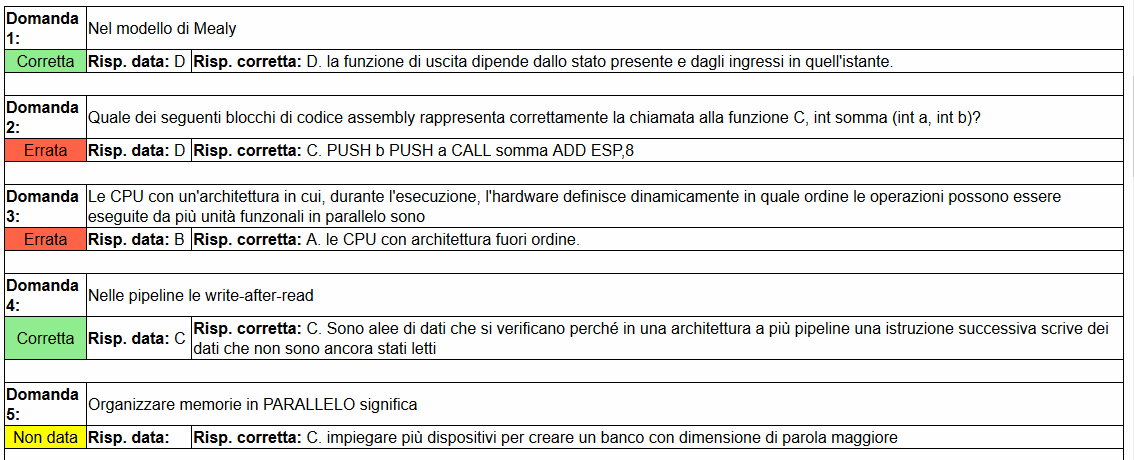 Domanda 1: Nel modello di Mealy
Corretta Risp. data: D Risp. corretta: D. la funzione di uscita dipende dallo stato presente e dagli ingressi in quell'istante.
Domanda 2: Quale dei seguenti blocchi di codice assembly rappresenta correttamente la chiamata alla funzione C, int somma (int a, int b)?
Errata Risp. data: D Risp. corretta: C. PUSH b PUSH a CALL somma ADD ESP,8
Domanda 3: Le CPU con un'architettura in cui, durante l'esecuzione, l'hardware definisce dinamicamente in quale ordine le operazioni possono essere
eseguite da più unità funzonali in parallelo sono
Errata Risp. data: B Risp. corretta: A. le CPU con architettura fuori ordine.
Domanda 4: Nelle pipeline le write-after-read
Corretta Risp. data: C Risp. corretta: C. Sono alee di dati che si verificano perché in una architettura a più pipeline una istruzione successiva scrive dei
dati che non sono ancora stati letti
Domanda 5: Organizzare memorie in PARALLELO significa
Non data Risp. data: Risp. corretta: C. impiegare più dispositivi per creare un banco con dimensione di parola maggiore